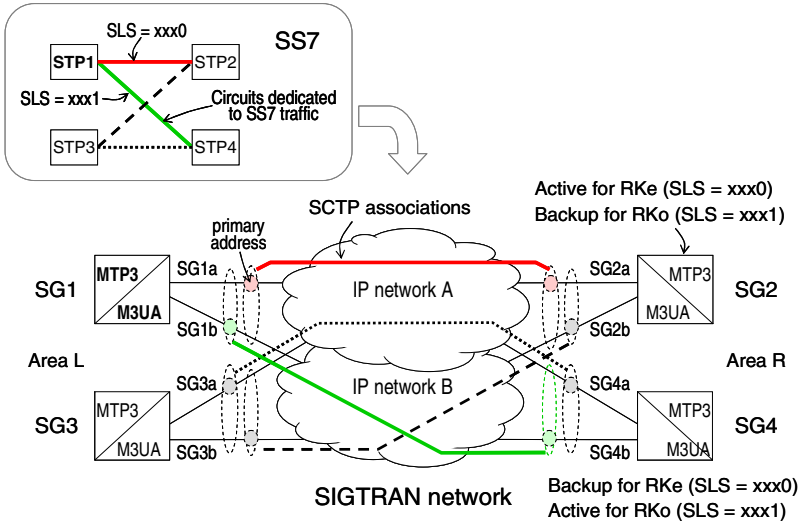 SLS = xxx0
SS7
STP1
STP2
SLS = xxx1
Circuits dedicated
to SS7 traffic
STP3
STP4
Active for RKe (SLS = xxx0)
Backup for RKo (SLS = xxx1)
SCTP associations
primary
address
SG1
MTP3
M3UA
SG1a
SG1b
IP network A
SG2a
SG2b
MTP3
M3UA
SG2
Area L
Area R
SG3
MTP3
M3UA
SG3a
SG3b
IP network B
SG4a
SG4b
MTP3
M3UA
SG4
SIGTRAN network
Backup for RKe (SLS = xxx0)
Active for RKo (SLS = xxx1)